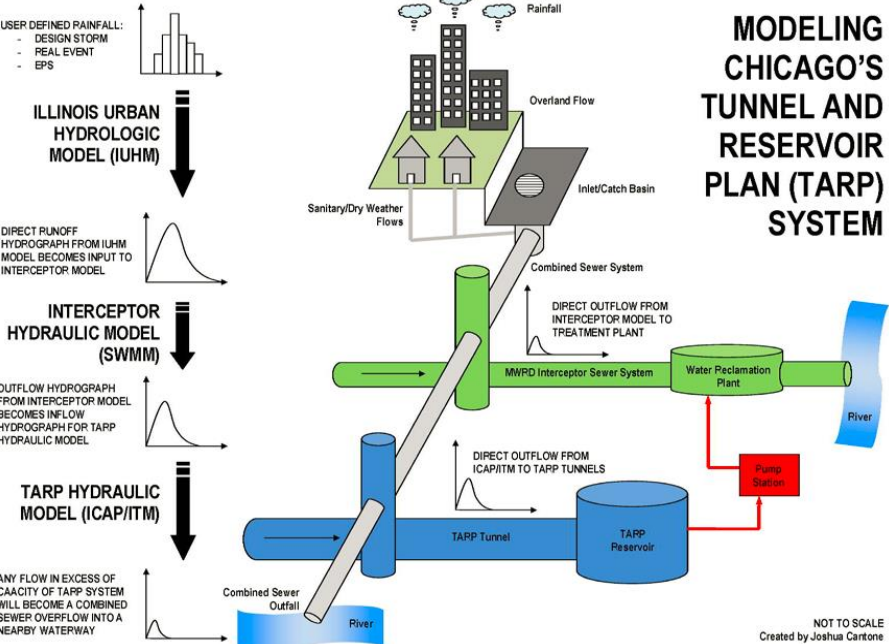 USER DEFINED RAINFALL:
- DESIGN STORM
- REAL EVENT
- EPS
ILLINOIS URBAN
HYDROLOGIC
MODEL (IUHM)
DIRECT RUNOFF
HYDROGRAPH FROM IUHM
MODEL BECOMES INPUT TO
INTERCEPTOR MODEL
INTERCEPTOR
HYDRAULIC MODEL
(SWMM)
OUTFLOW HYDROGRAPH
FROM INTERCEPTOR MODEL
BECOMES INFLOW
HYDROGRAPH FOR TARP
HYDRAULIC MODEL
TARP HYDRAULIC
MODEL (ICAP/ITM)
ANY FLOW IN EXCESS OF
CAACITY OF TARP SYSTEM
WILL BECOME A COMBINED
SEWER OVERFLOW INTO A
NEARBY WATERWAY
Rainfall
Overland Flow
Inlet/Catch Basin
Sanitary/Dry Weather
Flows
Combined Sewer System
DIRECT OUTFLOW FROM
INTERCEPTOR MODEL TO
TREATMENT PLANT
MWRD Interceptor Sewer System
Water Reclamation
Plant
River
DIRECT OUTFLOW FROM
ICAP/ITM TO TARP TUNNELS
Pump
Station
TARP Tunnel
TARP
Reservoir
Combined Sewer
Outfall
River
MODELING
CHICAGO'S
TUNNEL AND
RESERVOIR
PLAN (TARP)
SYSTEM
NOT TO SCALE
Created by Joshua Cantone